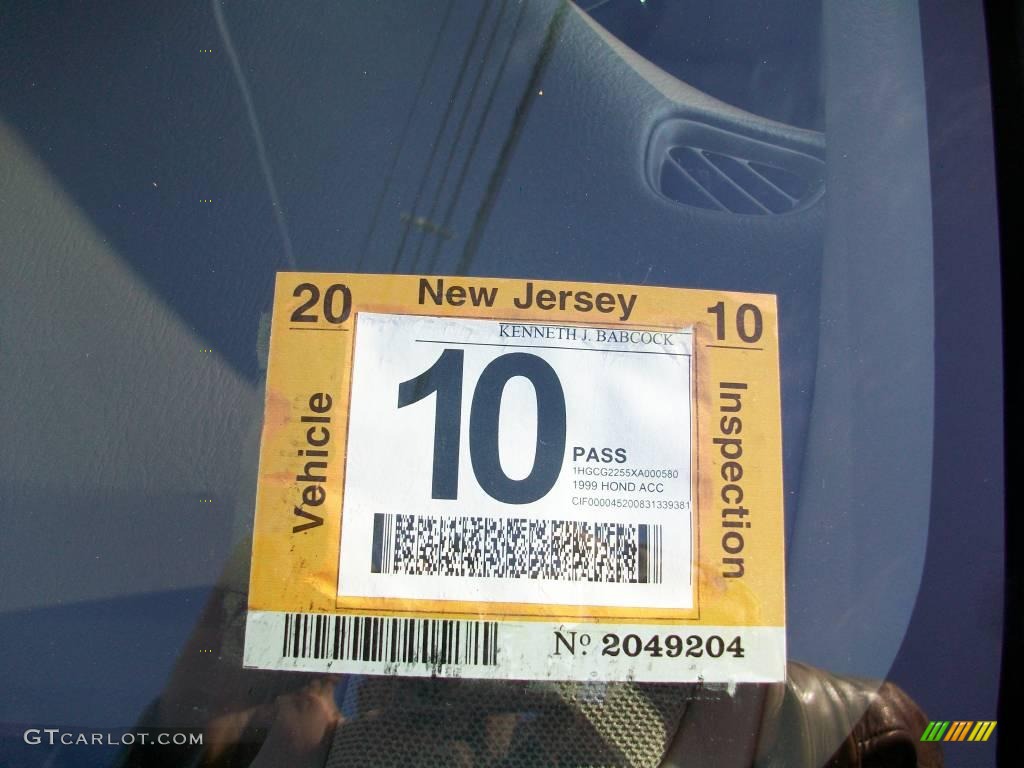 20 New Jersey 10
KENNETH J. BABCOCK
Vehicle
10
PASS
1HGCG2255XA000580
1999 HOND ACC
CIF000045200831339381
Inspection
Nº 2049204
GTCARLOT.COM